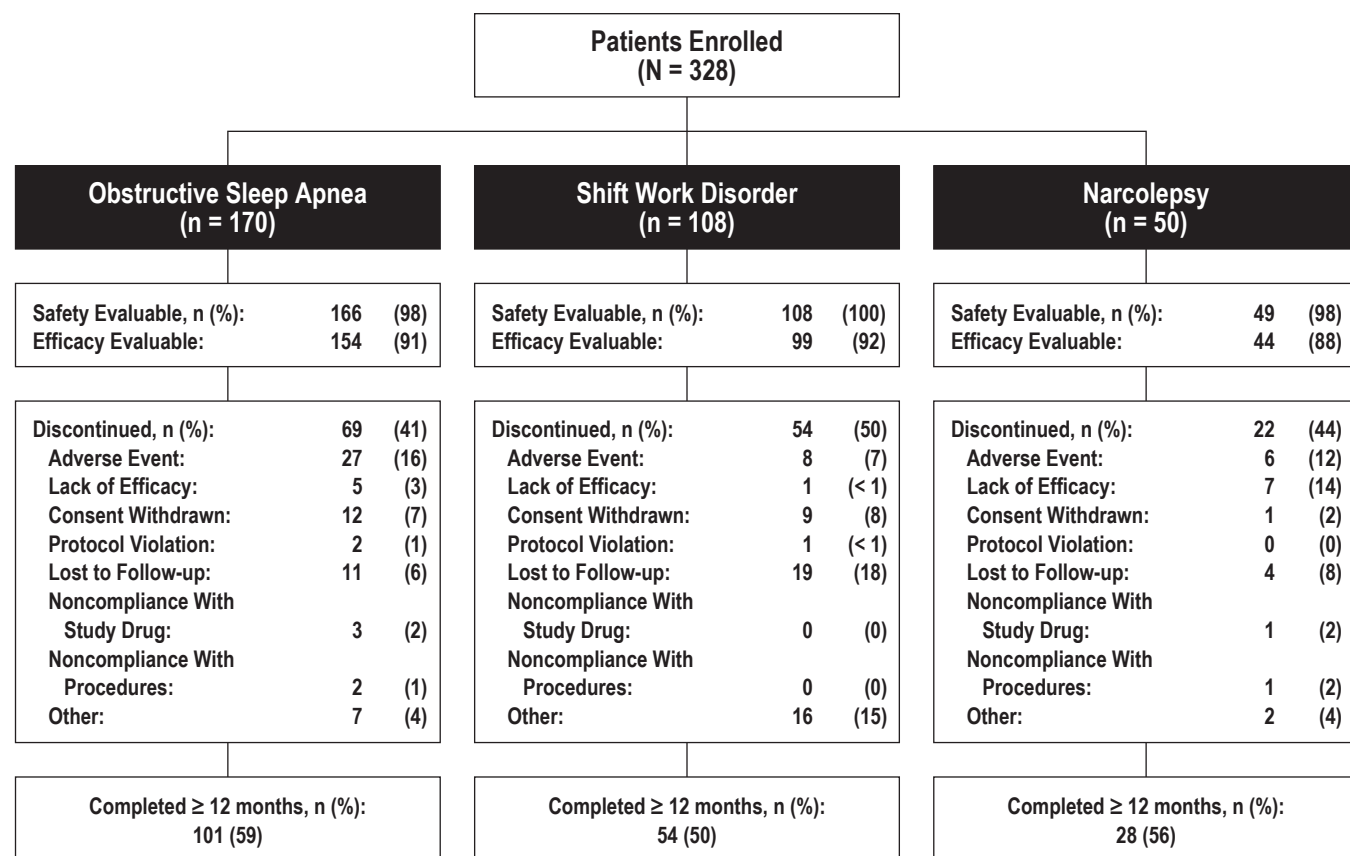 Patients Enrolled
(N = 328)
Obstructive Sleep Apnea
(n = 170)
Safety Evaluable, n (%): 166 (98)
Efficacy Evaluable: 154 (91)
Discontinued, n (%): 69 (41)
Adverse Event: 27 (16)
Lack of Efficacy: 5 (3)
Consent Withdrawn: 12 (7)
Protocol Violation: 2 (1)
Lost to Follow-up: 11 (6)
Noncompliance With
Study Drug: 3 (2)
Noncompliance With
Procedures: 2 (1)
Other: 7 (4)
Completed ≥ 12 months, n (%):
101 (59)
Shift Work Disorder
(n = 108)
Safety Evaluable, n (%): 108 (100)
Efficacy Evaluable: 99 (92)
Discontinued, n (%): 54 (50)
Adverse Event: 8 (7)
Lack of Efficacy: 1 (< 1)
Consent Withdrawn: 9 (8)
Protocol Violation: 1 (< 1)
Lost to Follow-up: 19 (18)
Noncompliance With
Study Drug: 0 (0)
Noncompliance With
Procedures: 0 (0)
Other: 16 (15)
Completed ≥ 12 months, n (%):
54 (50)
Narcolepsy
(n = 50)
Safety Evaluable, n (%): 49 (98)
Efficacy Evaluable: 44 (88)
Discontinued, n (%): 22 (44)
Adverse Event: 6 (12)
Lack of Efficacy: 7 (14)
Consent Withdrawn: 1 (2)
Protocol Violation: 0 (0)
Lost to Follow-up: 4 (8)
Noncompliance With
Study Drug: 1 (2)
Noncompliance With
Procedures: 1 (2)
Other: 2 (4)
Completed ≥ 12 months, n (%):
28 (56)